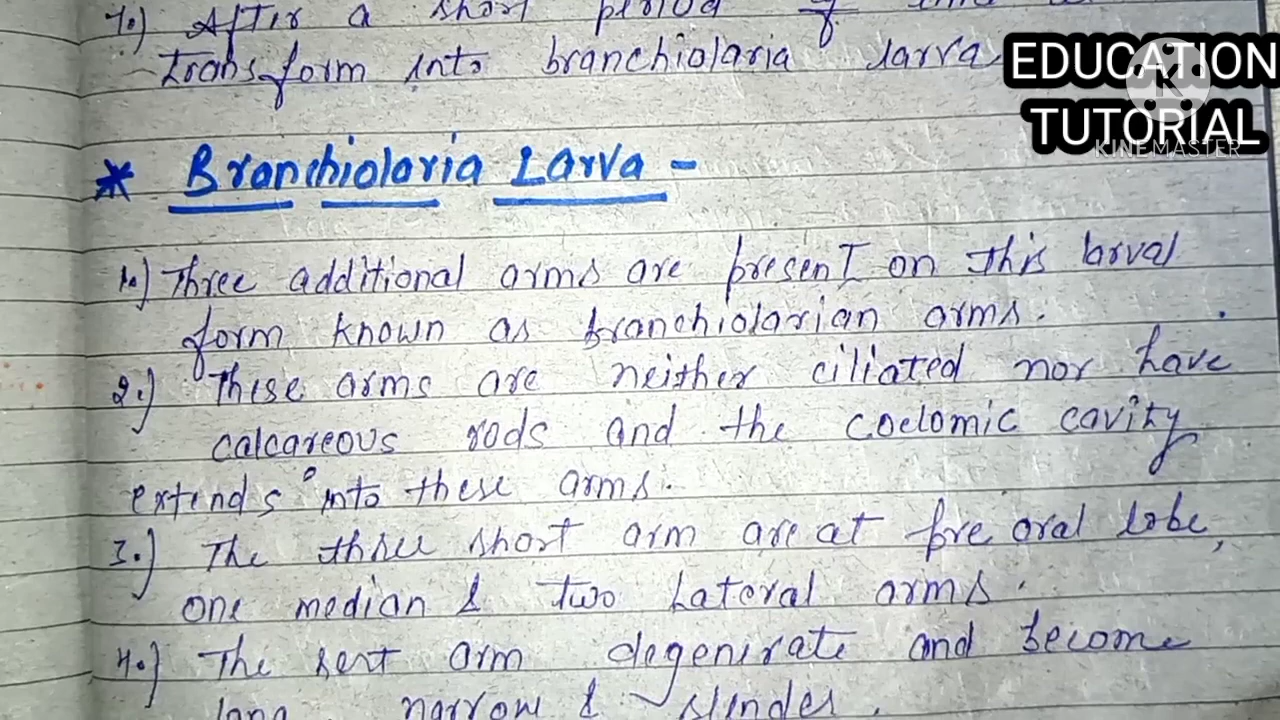 7.) After a short period of time
transform into branchiolaria larva
EDUCATION
TUTORIAL
KINEMASTER
* Branchiolaria Larva -
1.) Three additional arms are present on this larval
form known as branchiolarian arms.
2.) These arms are neither ciliated nor have
calcareous rods and the coelomic cavity
extends into these arms.
3.) The three short arm are at pre oral lobe,
one median & two lateral arms.
4.) The rest arm degenerate and become
long narrow & slender.